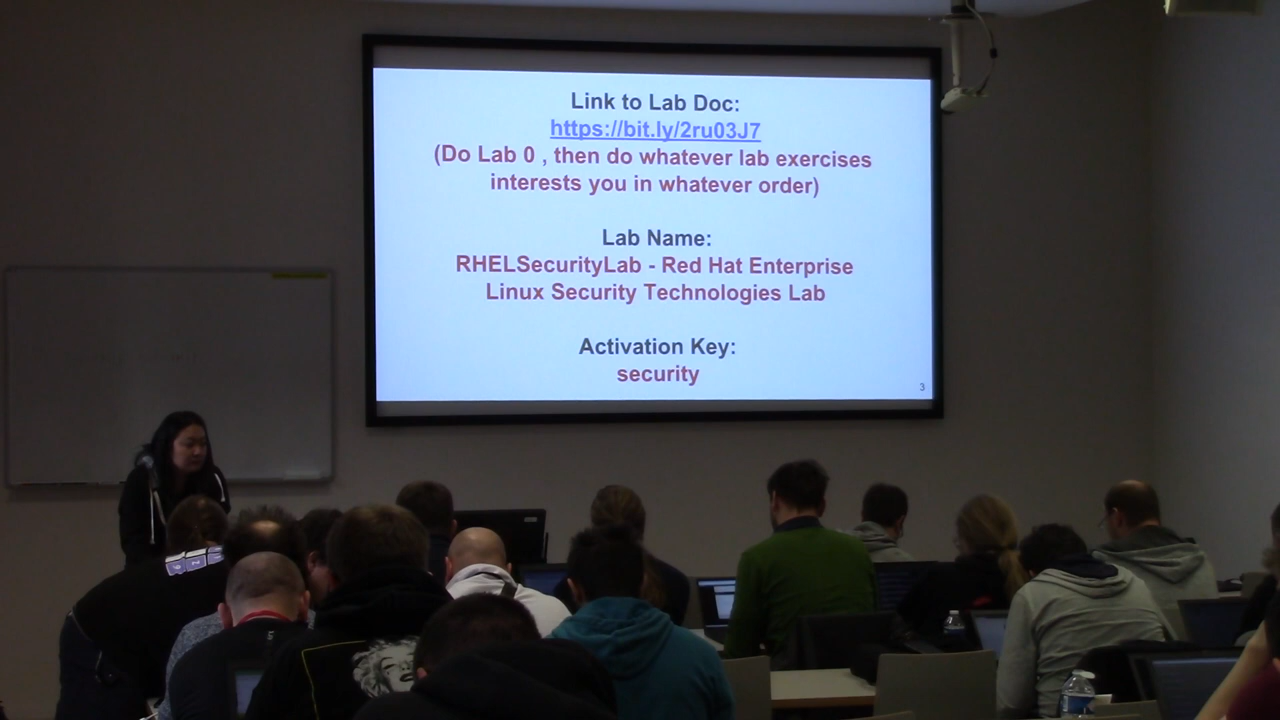 Link to Lab Doc:
https://bit.ly/2ru03J7
(Do Lab 0 , then do whatever lab exercises
interests you in whatever order)
Lab Name:
RHELSecurityLab - Red Hat Enterprise
Linux Security Technologies Lab
Activation Key:
security
3